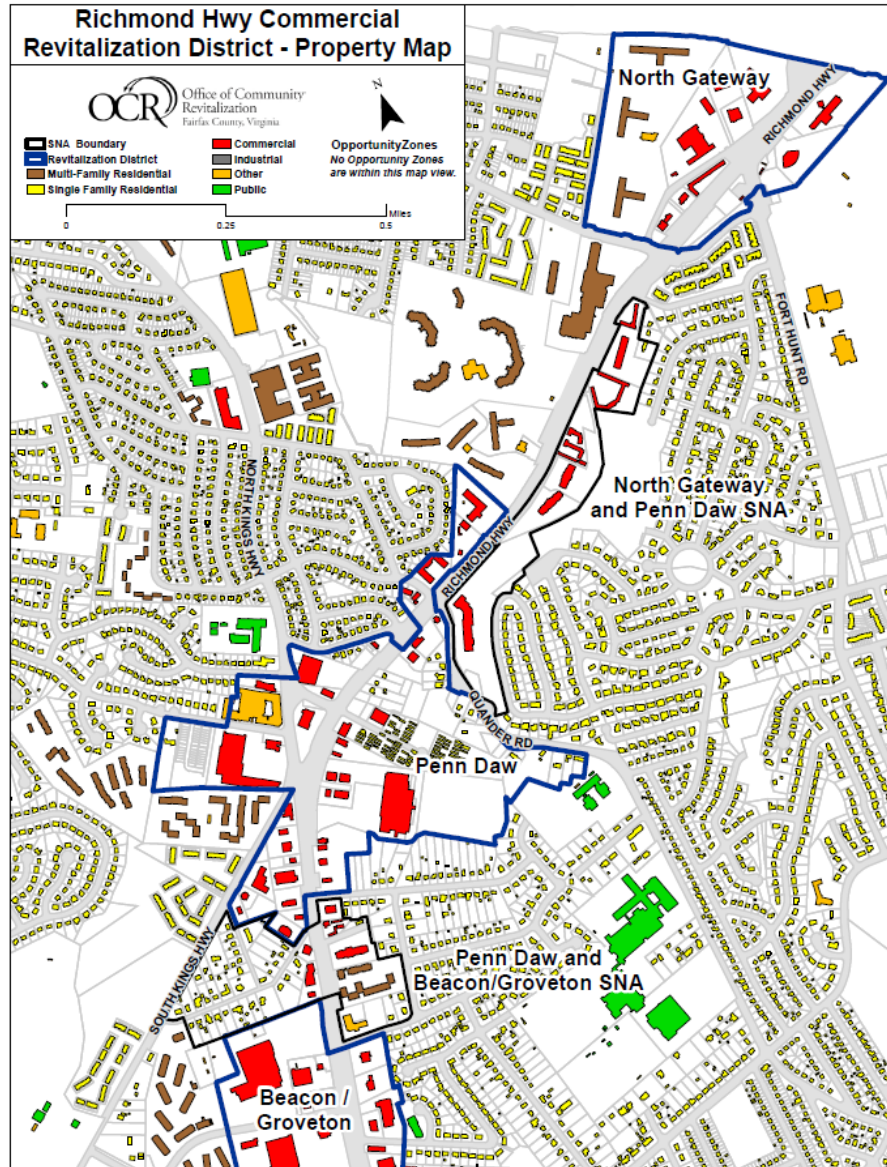 Richmond Hwy Commercial
Revitalization District - Property Map
OCR
Office of Community
Revitalization
Fairfax County, Virginia
N
OpportunityZones
No Opportunity Zones
are within this map view.
SNA Boundary
Revitalization District
Multi-Family Residential
Single Family Residential
Commercial
Industrial
Other
Public
0 0.25 0.5 Miles
North Gateway
RICHMOND HWY
FORT HUNT RD
NORTH KINGS HWY
North Gateway
and Penn Daw SNA
RICHMOND HWY
QUANDER RD
Penn Daw
SOUTH KINGS HWY
Penn Daw and
Beacon/Groveton SNA
Beacon /
Groveton